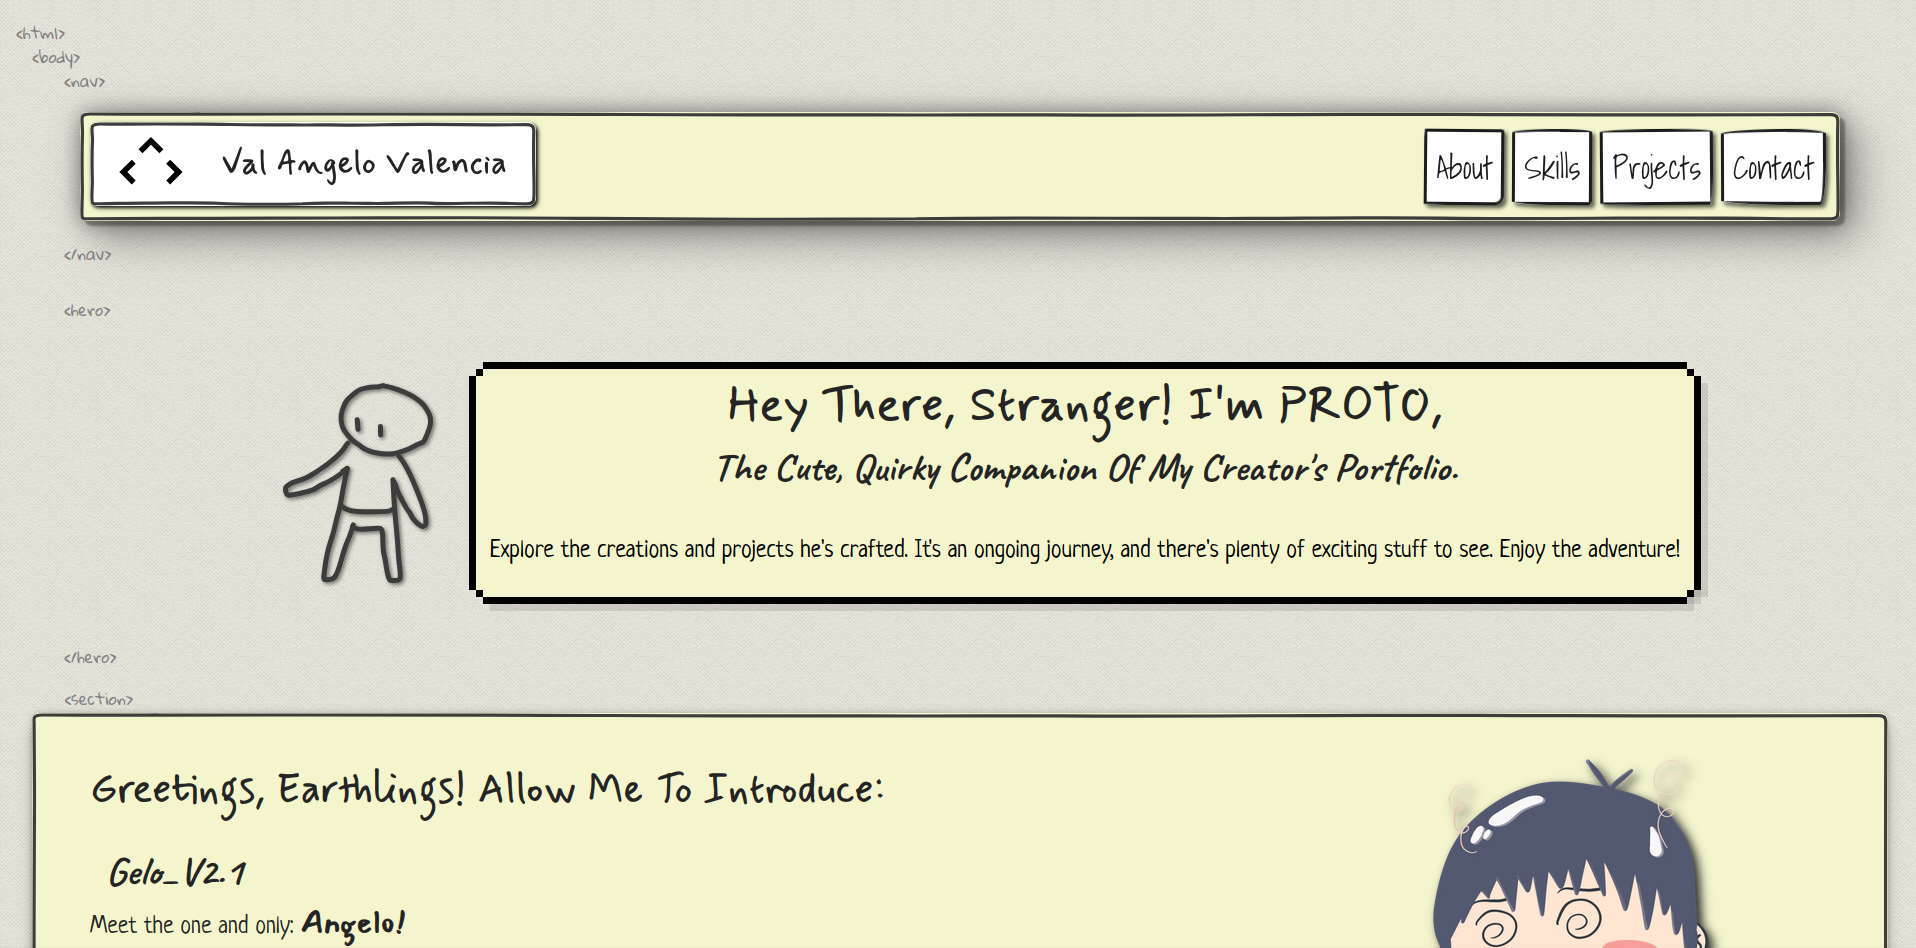 <html>
<body>
<nav>
Val Angelo Valencia
About Skills Projects Contact
</nav>
<hero>
Hey There, Stranger! I'm PROTO,
The Cute, Quirky Companion Of My Creator's Portfolio.
Explore the creations and projects he's crafted. It's an ongoing journey, and there's plenty of exciting stuff to see. Enjoy the adventure!
</hero>
<section>
Greetings, Earthlings! Allow Me To Introduce:
Gelo_V2.1
Meet the one and only: Angelo!